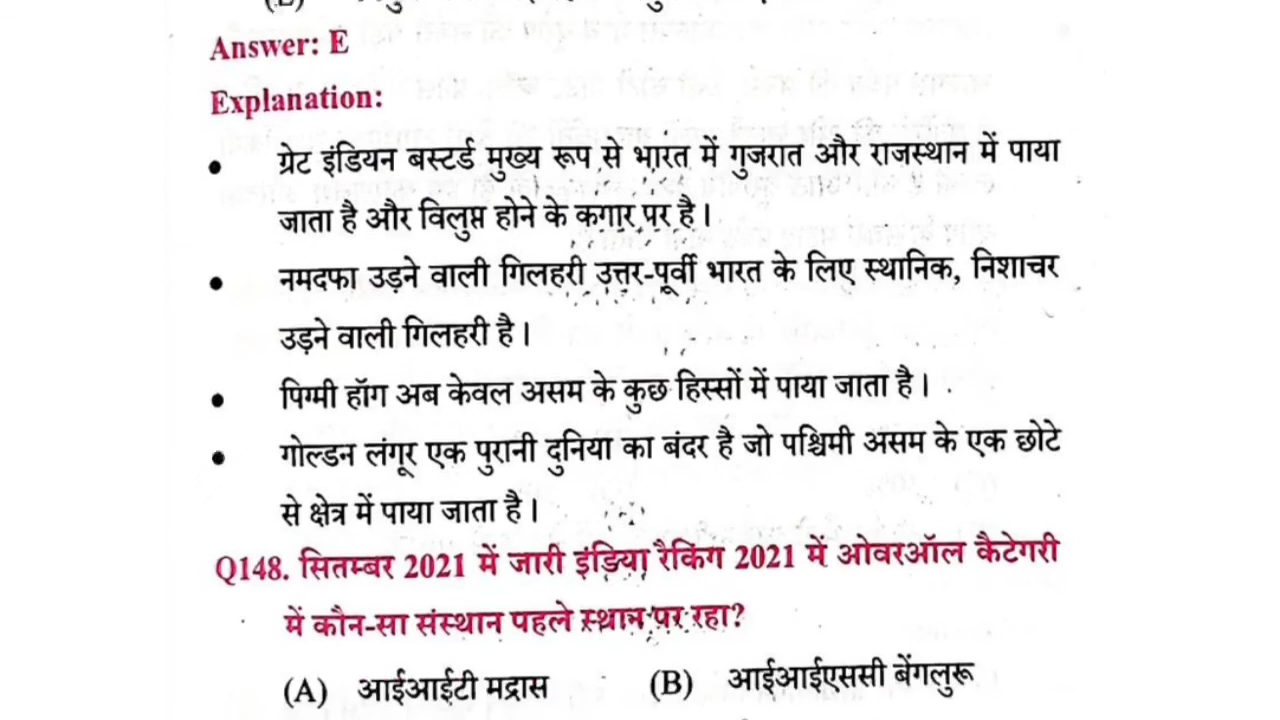 Answer: E
Explanation:
• ग्रेट इंडियन बस्टर्ड मुख्य रूप से भारत में गुजरात और राजस्थान में पाया
जाता है और विलुप्त होने के कगार पर है।
• नमदफा उड़ने वाली गिलहरी उत्तर-पूर्वी भारत के लिए स्थानिक, निशाचर
उड़ने वाली गिलहरी है।
• पिग्मी हॉग अब केवल असम के कुछ हिस्सों में पाया जाता है।
• गोल्डन लंगूर एक पुरानी दुनिया का बंदर है जो पश्चिमी असम के एक छोटे
से क्षेत्र में पाया जाता है।
Q148. सितम्बर 2021 में जारी इंडिया रैकिंग 2021 में ओवरऑल कैटेगरी
में कौन-सा संस्थान पहले स्थान पर रहा?
(A) आईआईटी मद्रास (B) आईआईएससी बेंगलुरू